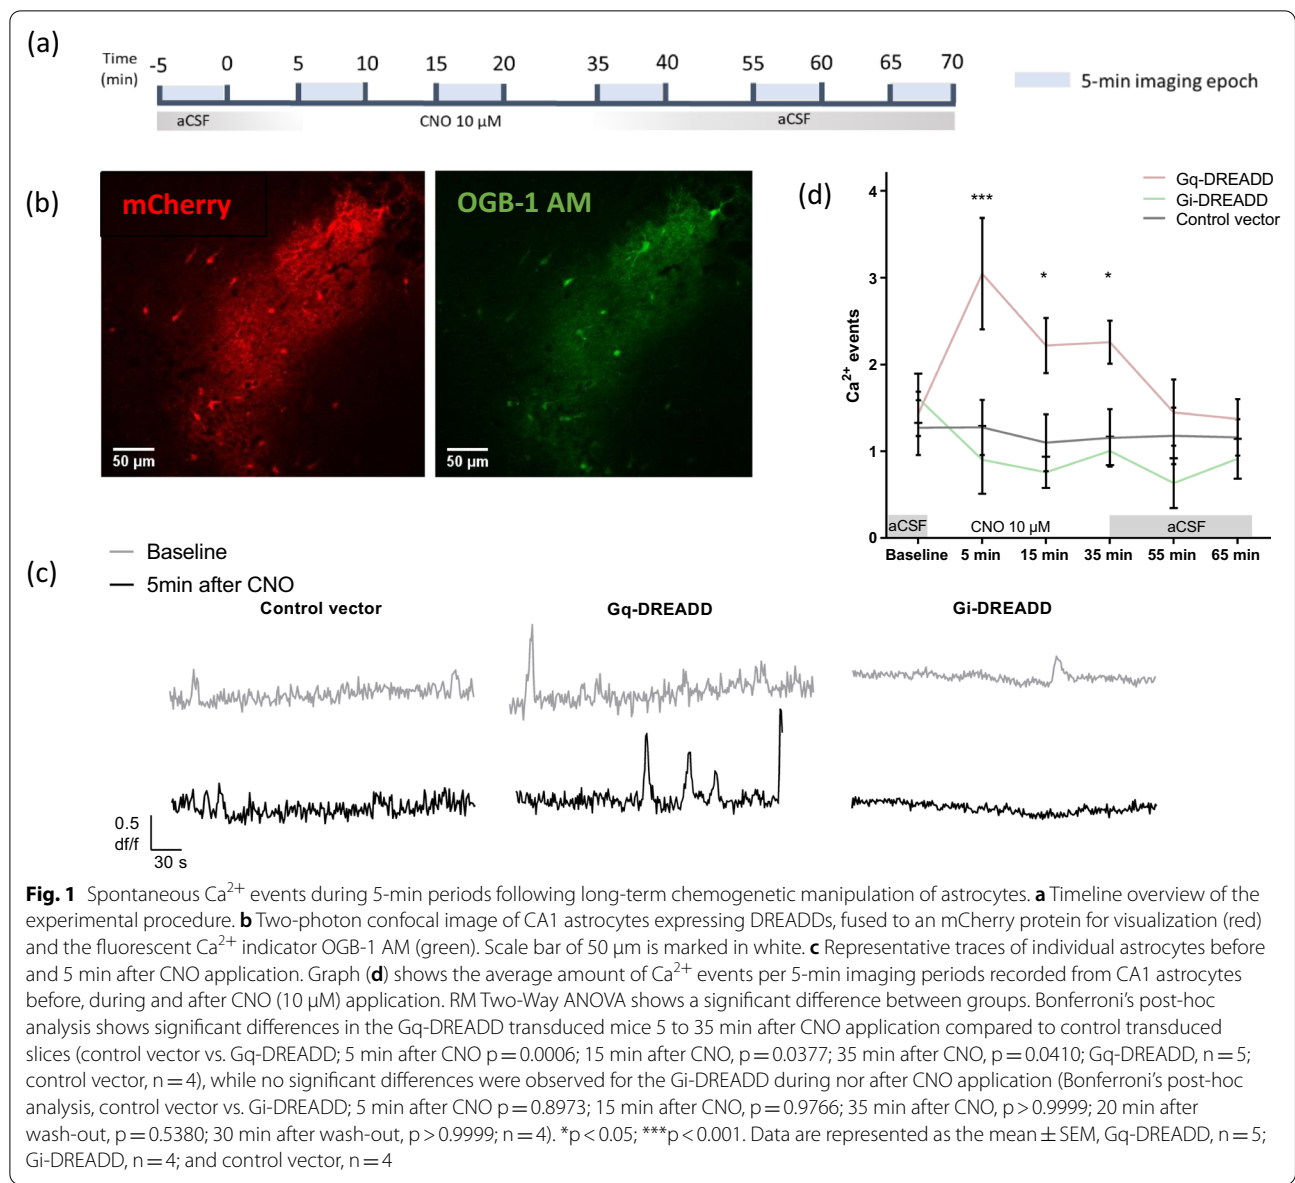 (a)
Time
(min)
-5 0 5 10 15 20 35 40 55 60 65 70
5-min imaging epoch
aCSF CNO 10 µM aCSF
(b)
mCherry
50 µm
OGB-1 AM
50 µm
(d)
Gq-DREADD
Gi-DREADD
Control vector
Ca2+ events
4
3
2
1
0
***
*
*
aCSF CNO 10 µM aCSF
Baseline 5 min 15 min 35 min 55 min 65 min
Baseline
5min after CNO
(c)
Control vector Gq-DREADD Gi-DREADD
0.5
df/f
30 s
Fig. 1 Spontaneous Ca2+ events during 5-min periods following long-term chemogenetic manipulation of astrocytes. a Timeline overview of the
experimental procedure. b Two-photon confocal image of CA1 astrocytes expressing DREADDs, fused to an mCherry protein for visualization (red)
and the fluorescent Ca2+ indicator OGB-1 AM (green). Scale bar of 50 µm is marked in white. c Representative traces of individual astrocytes before
and 5 min after CNO application. Graph (d) shows the average amount of Ca2+ events per 5-min imaging periods recorded from CA1 astrocytes
before, during and after CNO (10 µM) application. RM Two-Way ANOVA shows a significant difference between groups. Bonferroni's post-hoc
analysis shows significant differences in the Gq-DREADD transduced mice 5 to 35 min after CNO application compared to control transduced
slices (control vector vs. Gq-DREADD; 5 min after CNO p = 0.0006; 15 min after CNO, p = 0.0377; 35 min after CNO, p = 0.0410; Gq-DREADD, n = 5;
control vector, n = 4), while no significant differences were observed for the Gi-DREADD during nor after CNO application (Bonferroni's post-hoc
analysis, control vector vs. Gi-DREADD; 5 min after CNO p = 0.8973; 15 min after CNO, p = 0.9766; 35 min after CNO, p > 0.9999; 20 min after
wash-out, p = 0.5380; 30 min after wash-out, p > 0.9999; n = 4). *p < 0.05; ***p < 0.001. Data are represented as the mean ± SEM, Gq-DREADD, n = 5;
Gi-DREADD, n = 4; and control vector, n = 4